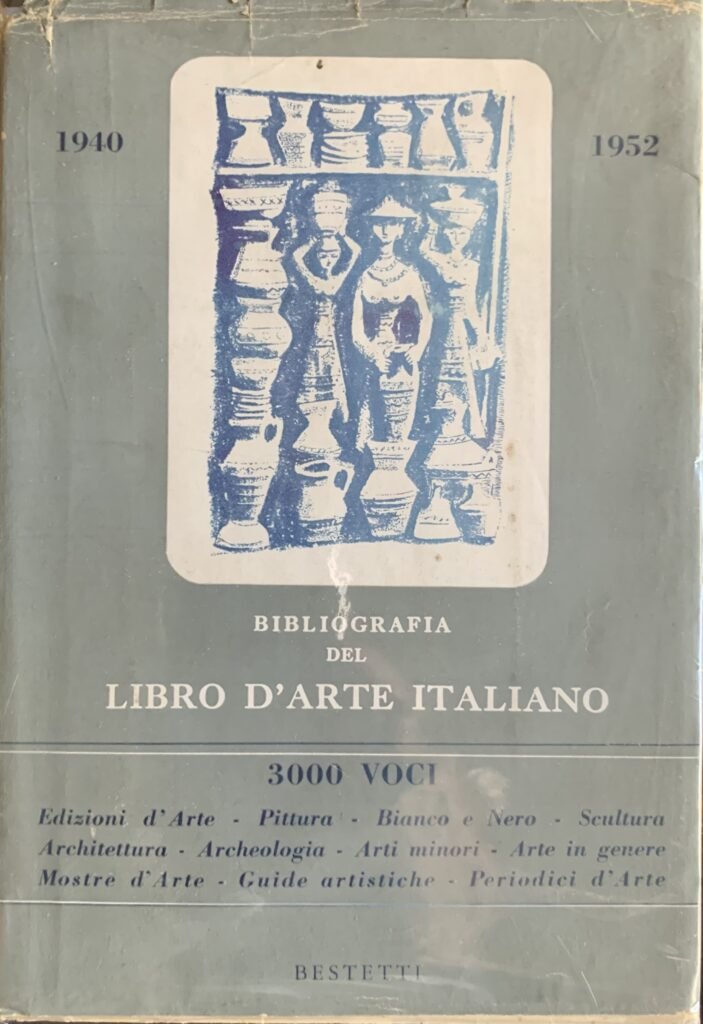 1940 1952
BIBLIOGRAFIA
DEL
LIBRO D'ARTE ITALIANO
3000 VOCI
Edizioni d'Arte - Pittura - Bianco e Nero - Scultura
Architettura - Archeologia - Arti minori - Arte in genere
Mostre d'Arte - Guide artistiche - Periodici d'Arte
BESTETTI